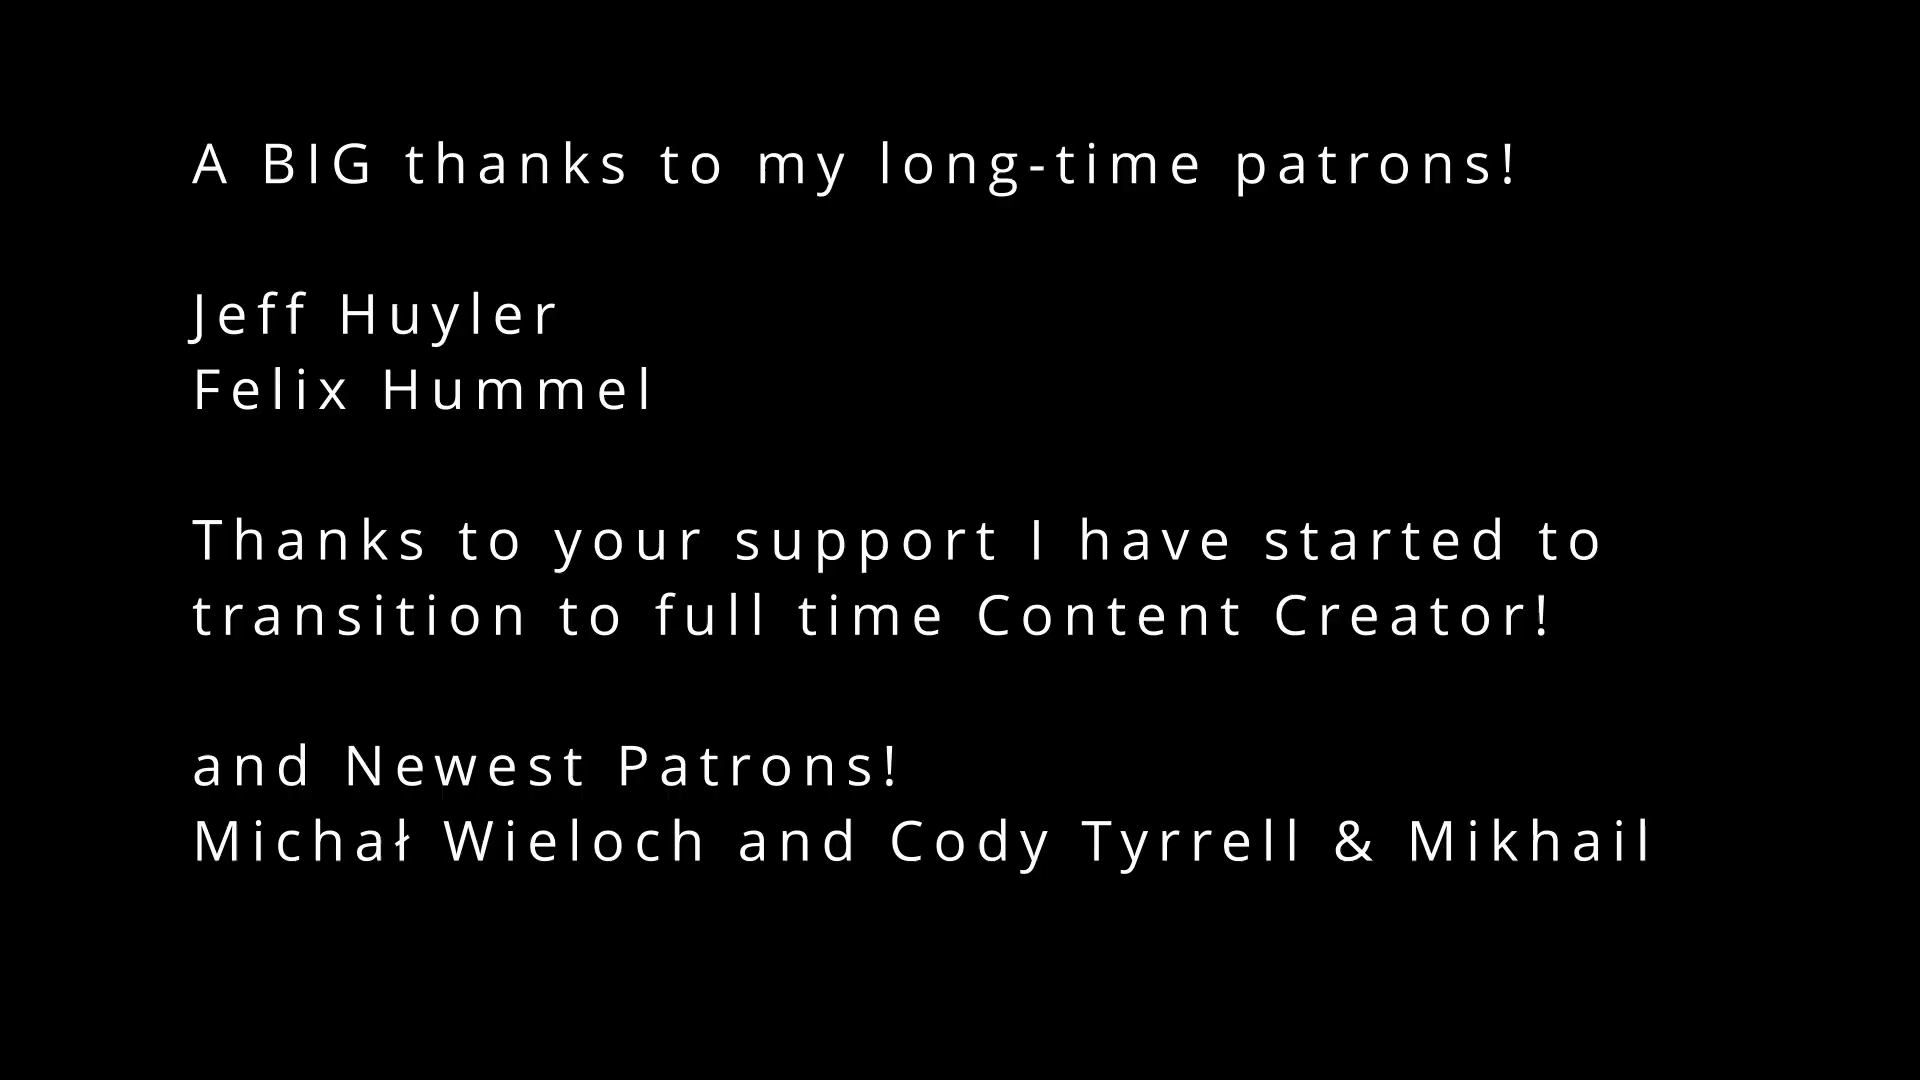 A BIG thanks to my long-time patrons!
Jeff Huyler
Felix Hummel
Thanks to your support I have started to
transition to full time Content Creator!
and Newest Patrons!
Michał Wieloch and Cody Tyrrell & Mikhail